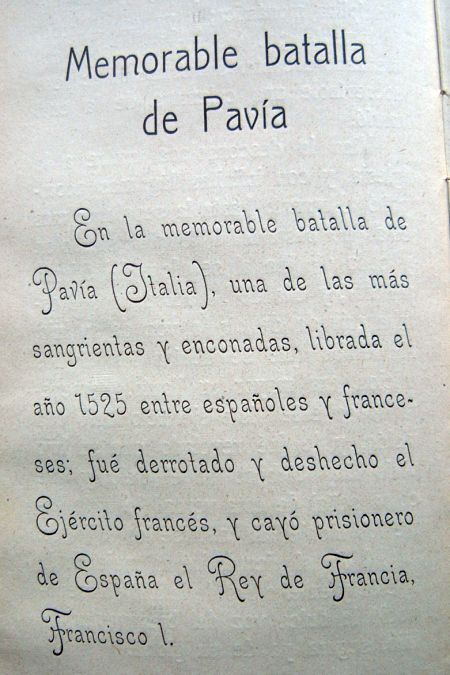 Memorable batalla
de Pavía
En la memorable batalla de
Pavía (Italia), una de las más
sangrientas y enconadas, librada el
año 1525 entre españoles y france-
ses; fué derrotado y deshecho el
Ejército francés, y cayó prisionero
de España el Rey de Francia,
Francisco I.